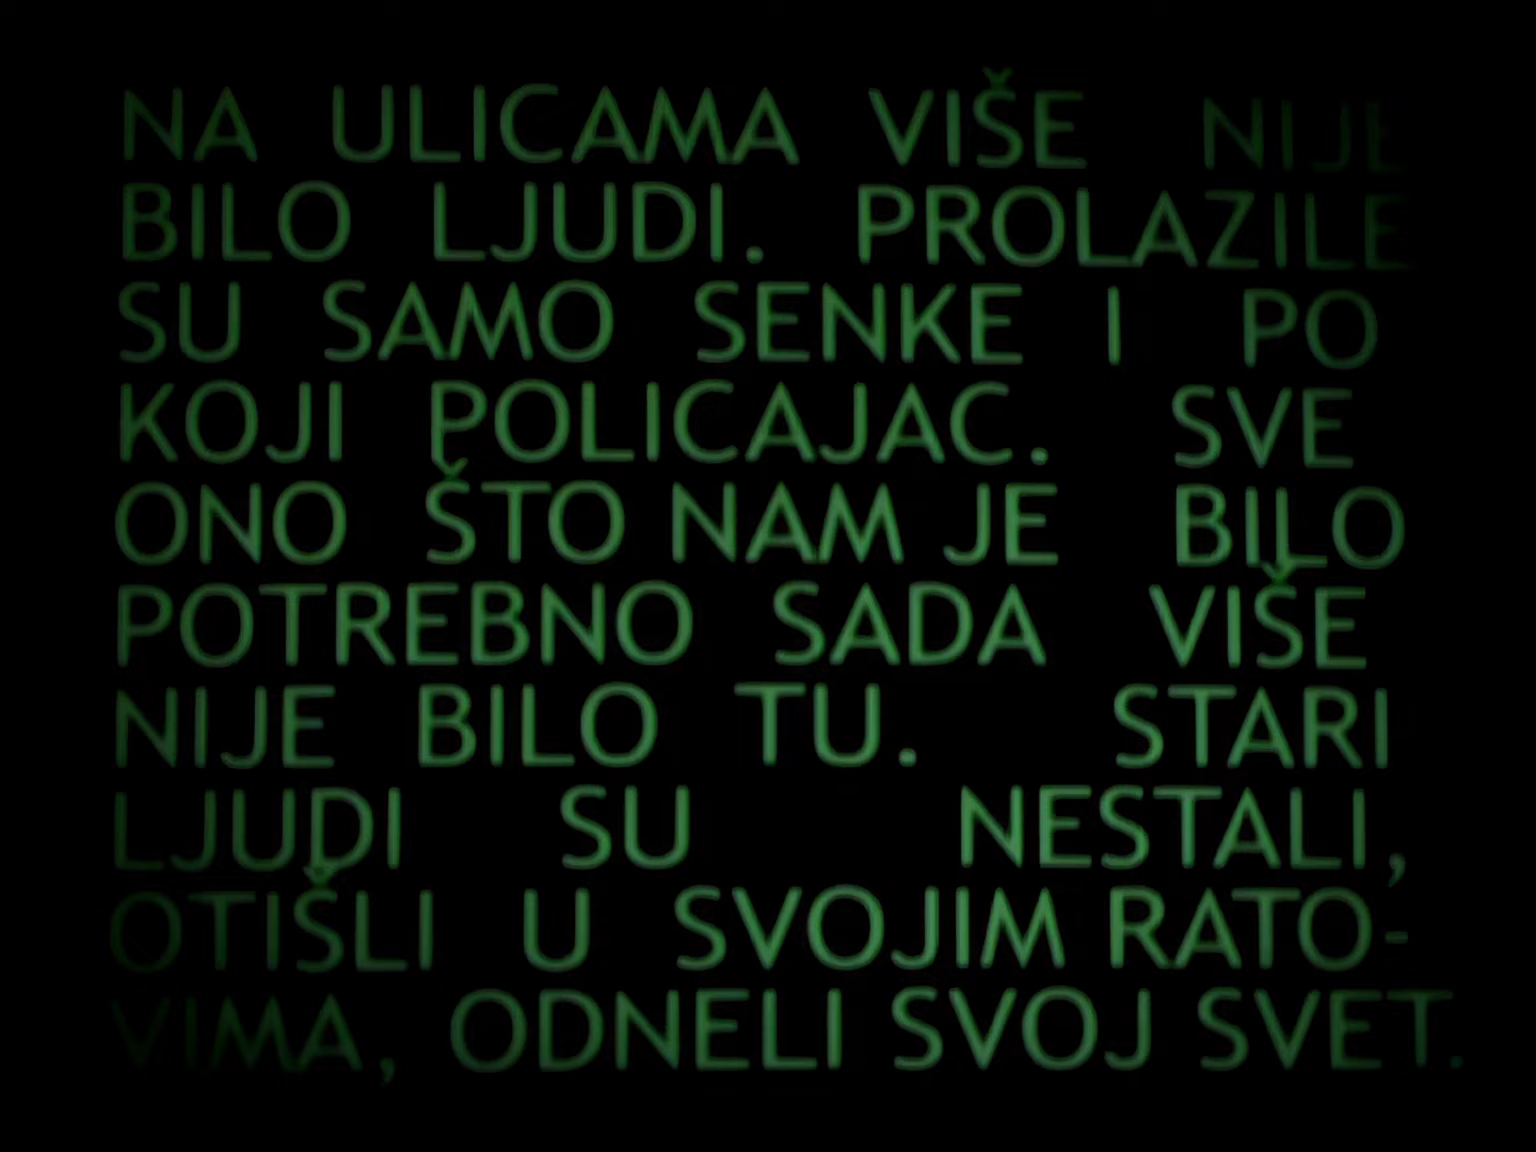 NA ULICAMA VIŠE NIJE
BILO LJUDI. PROLAZILE
SU SAMO SENKE I PO
KOJI POLICAJAC. SVE
ONO ŠTO NAM JE BILO
POTREBNO SADA VIŠE
NIJE BILO TU. STARI
LJUDI SU NESTALI,
OTIŠLI U SVOJIM RATO-
VIMA, ODNELI SVOJ SVET.